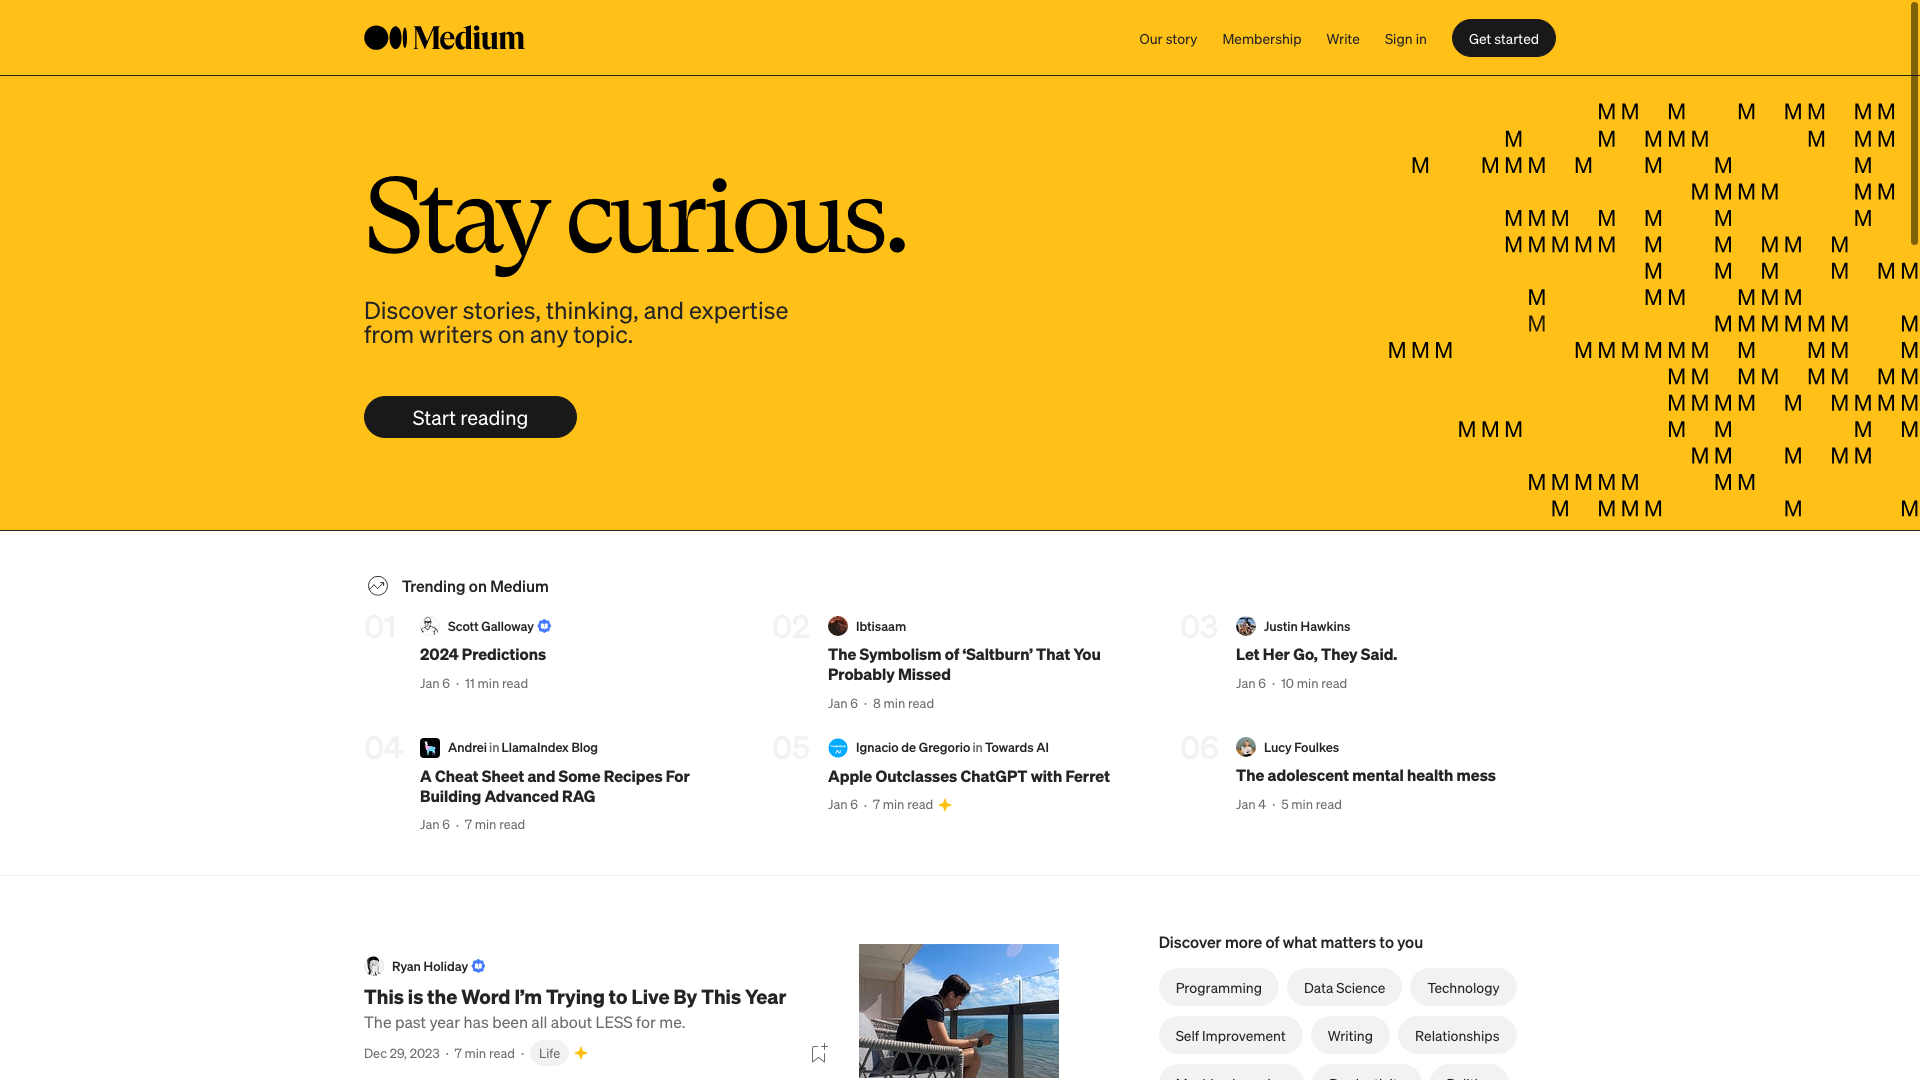 Medium
Our story
Membership
Write
Sign in
Get started
Stay curious.
Discover stories, thinking, and expertise
from writers on any topic.
Start reading
M M M M M M M M
M M M M M M M M
M M M M M M M M
M M M M M M
M M M M M M M
M M M M M M M M M M
M M M M M M
M M M M M M
M M M M M M M M
M M M M M M M M M M M M M
M M M M M M M M
M M M M M M M M M
M M M M M M M
M M M M M
M M M M M M M
M M M M M M
Trending on Medium
01
Scott Galloway
2024 Predictions
Jan 6 · 11 min read
02
Ibtisaam
The Symbolism of ‘Saltburn’ That You
Probably Missed
Jan 6 · 8 min read
03
Justin Hawkins
Let Her Go, They Said.
Jan 6 · 10 min read
04
Andrei in LlamaIndex Blog
A Cheat Sheet and Some Recipes For
Building Advanced RAG
Jan 6 · 7 min read
05
Ignacio de Gregorio in Towards AI
Apple Outclasses ChatGPT with Ferret
Jan 6 · 7 min read
06
Lucy Foulkes
The adolescent mental health mess
Jan 4 · 5 min read
Ryan Holiday
This is the Word I’m Trying to Live By This Year
The past year has been all about LESS for me.
Dec 29, 2023 · 7 min read · Life
Discover more of what matters to you
Programming
Data Science
Technology
Self Improvement
Writing
Relationships